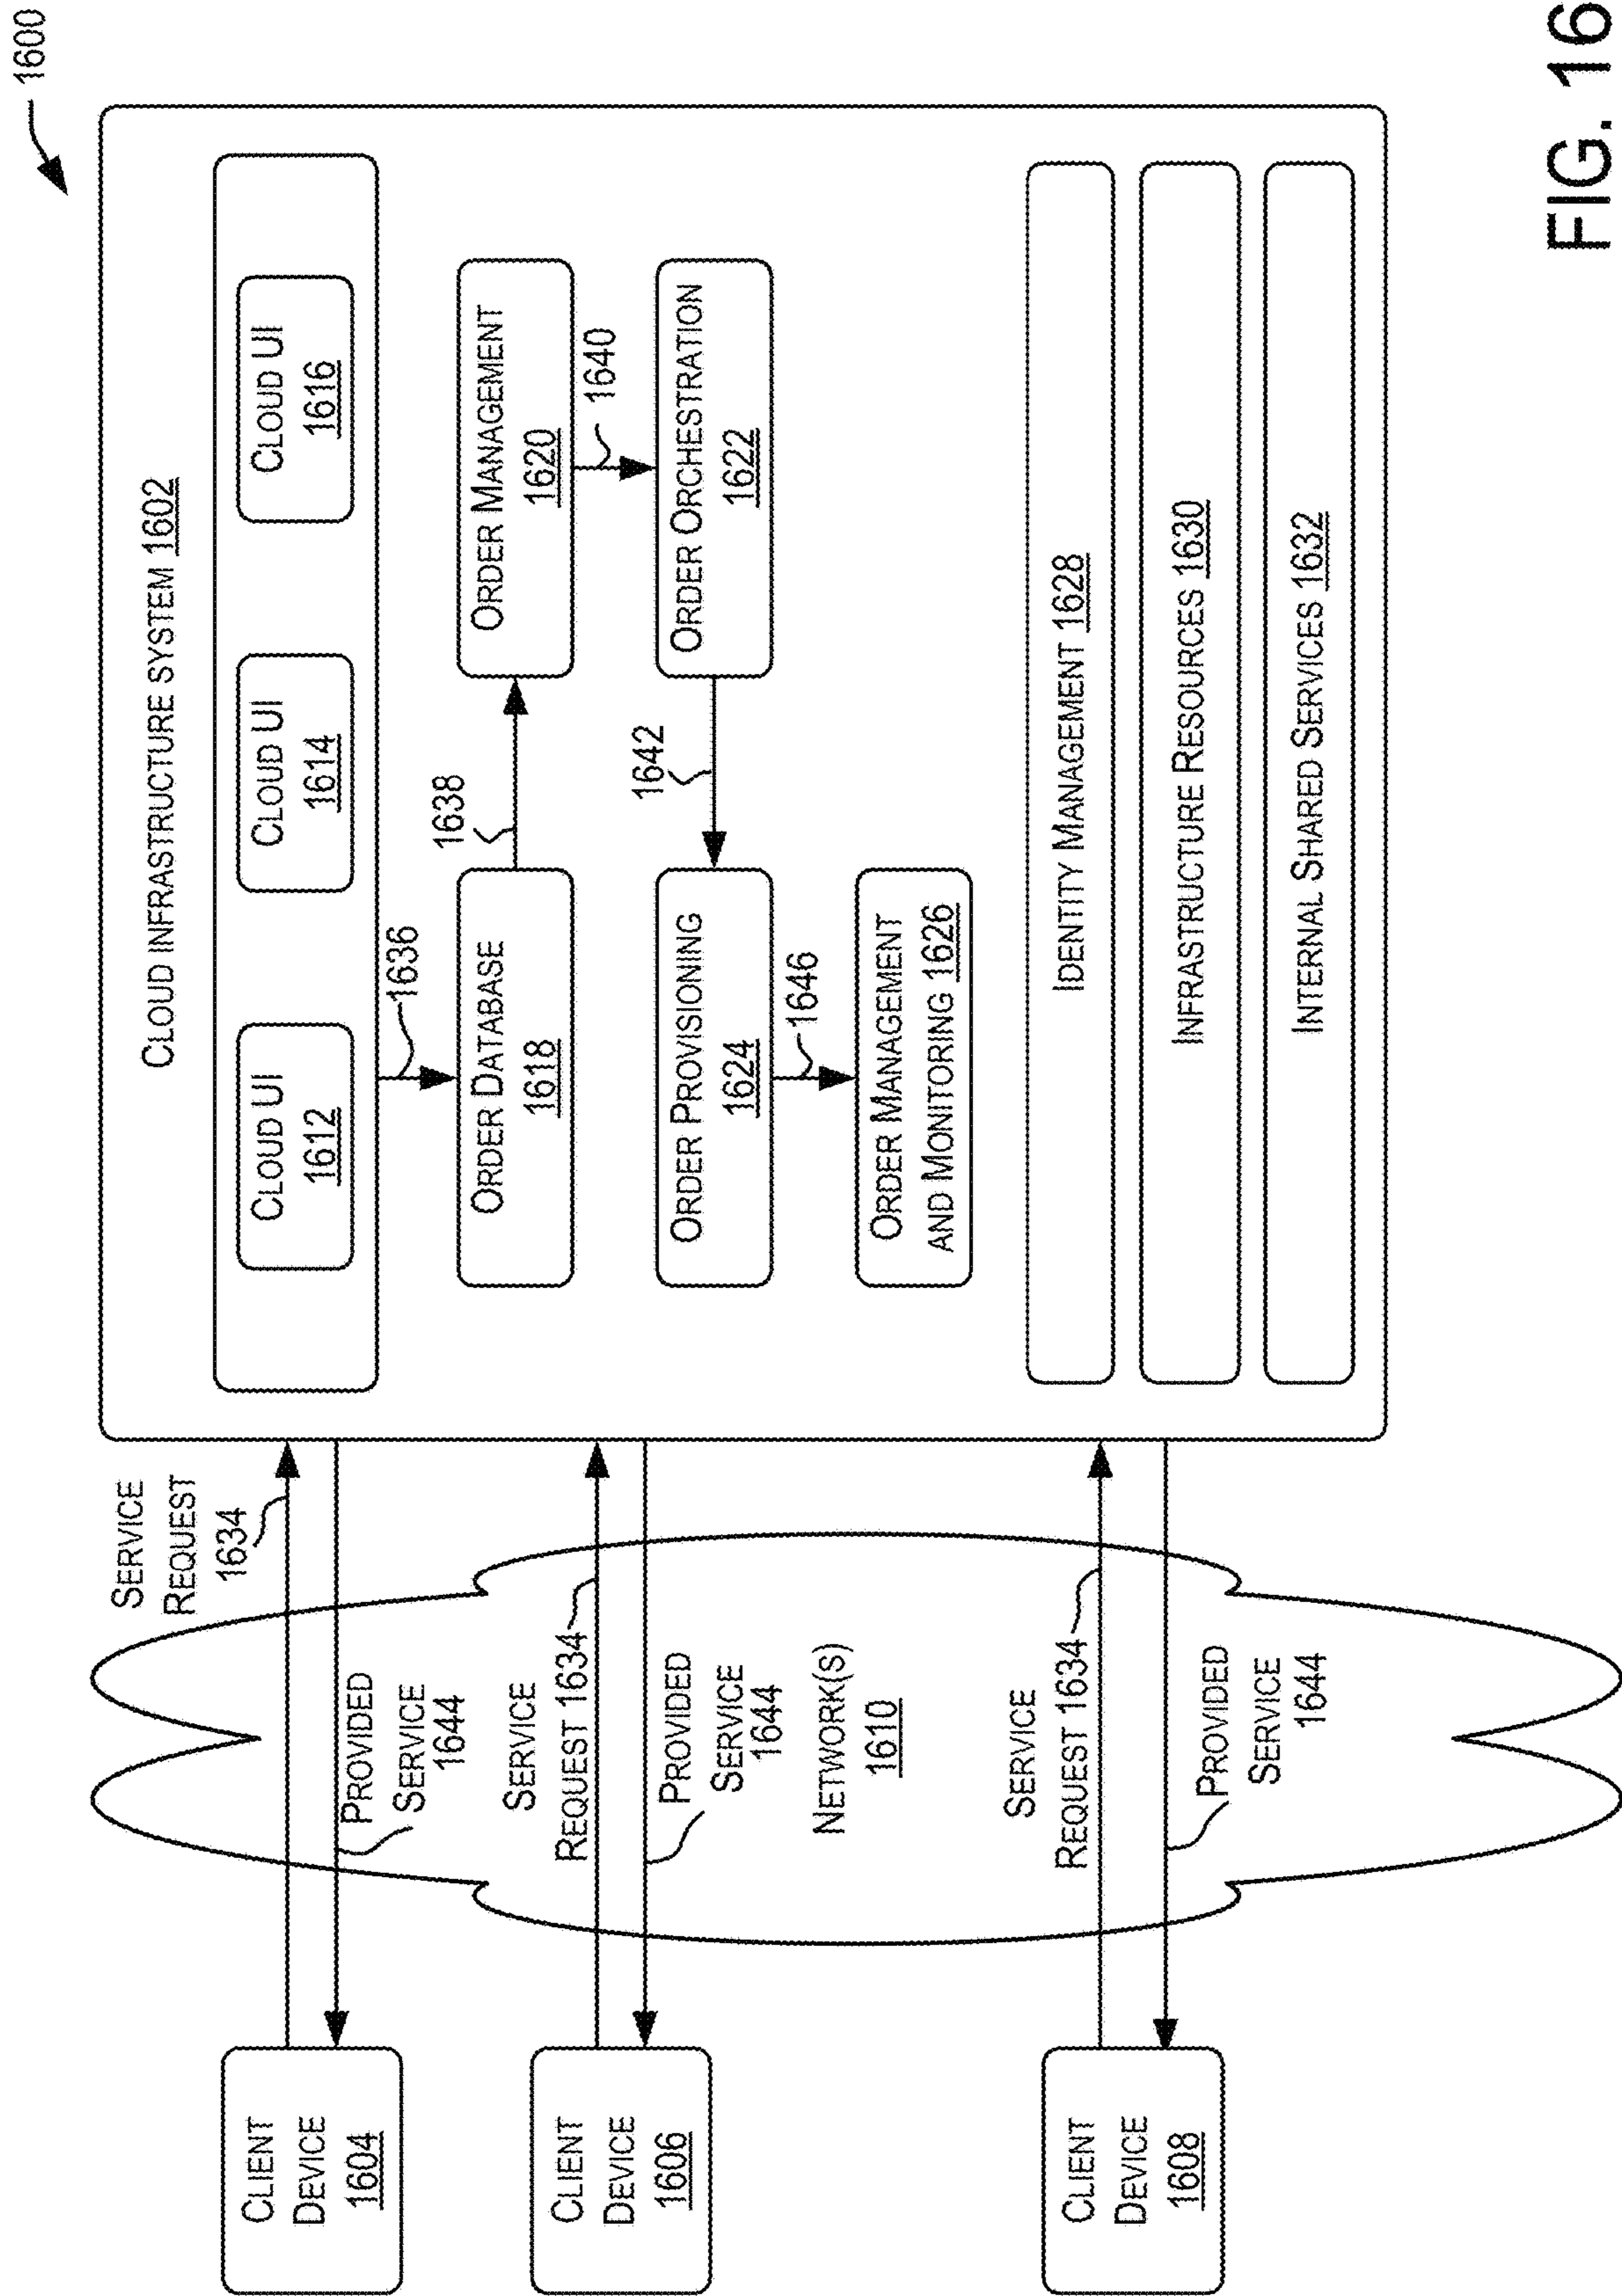 1600
CLOUD INFRASTRUCTURE SYSTEM 1602
CLOUD UI
1612
CLOUD UI
1614
CLOUD UI
1616
1636
ORDER DATABASE
1618
1638
ORDER MANAGEMENT
1620
1640
ORDER ORCHESTRATION
1622
1642
ORDER PROVISIONING
1624
1646
ORDER MANAGEMENT
AND MONITORING 1626
IDENTITY MANAGEMENT 1628
INFRASTRUCTURE RESOURCES 1630
INTERNAL SHARED SERVICES 1632
CLIENT
DEVICE
1604
SERVICE
REQUEST
1634
PROVIDED
SERVICE
1644
CLIENT
DEVICE
1606
SERVICE
REQUEST 1634
PROVIDED
SERVICE
1644
NETWORK(S)
1610
CLIENT
DEVICE
1608
SERVICE
REQUEST 1634
PROVIDED
SERVICE
1644
FIG. 16